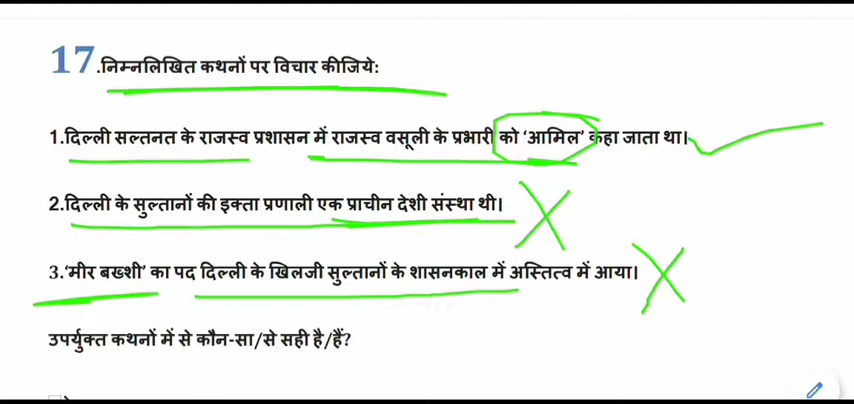 17.निम्नलिखित कथनों पर विचार कीजिये:
1.दिल्ली सल्तनत के राजस्व प्रशासन में राजस्व वसूली के प्रभारी को ‘आमिल’ कहा जाता था।
2.दिल्ली के सुल्तानों की इक्ता प्रणाली एक प्राचीन देशी संस्था थी।
3.‘मीर बख्शी’ का पद दिल्ली के खिलजी सुल्तानों के शासनकाल में अस्तित्व में आया।
उपर्युक्त कथनों में से कौन-सा/से सही है/हैं?